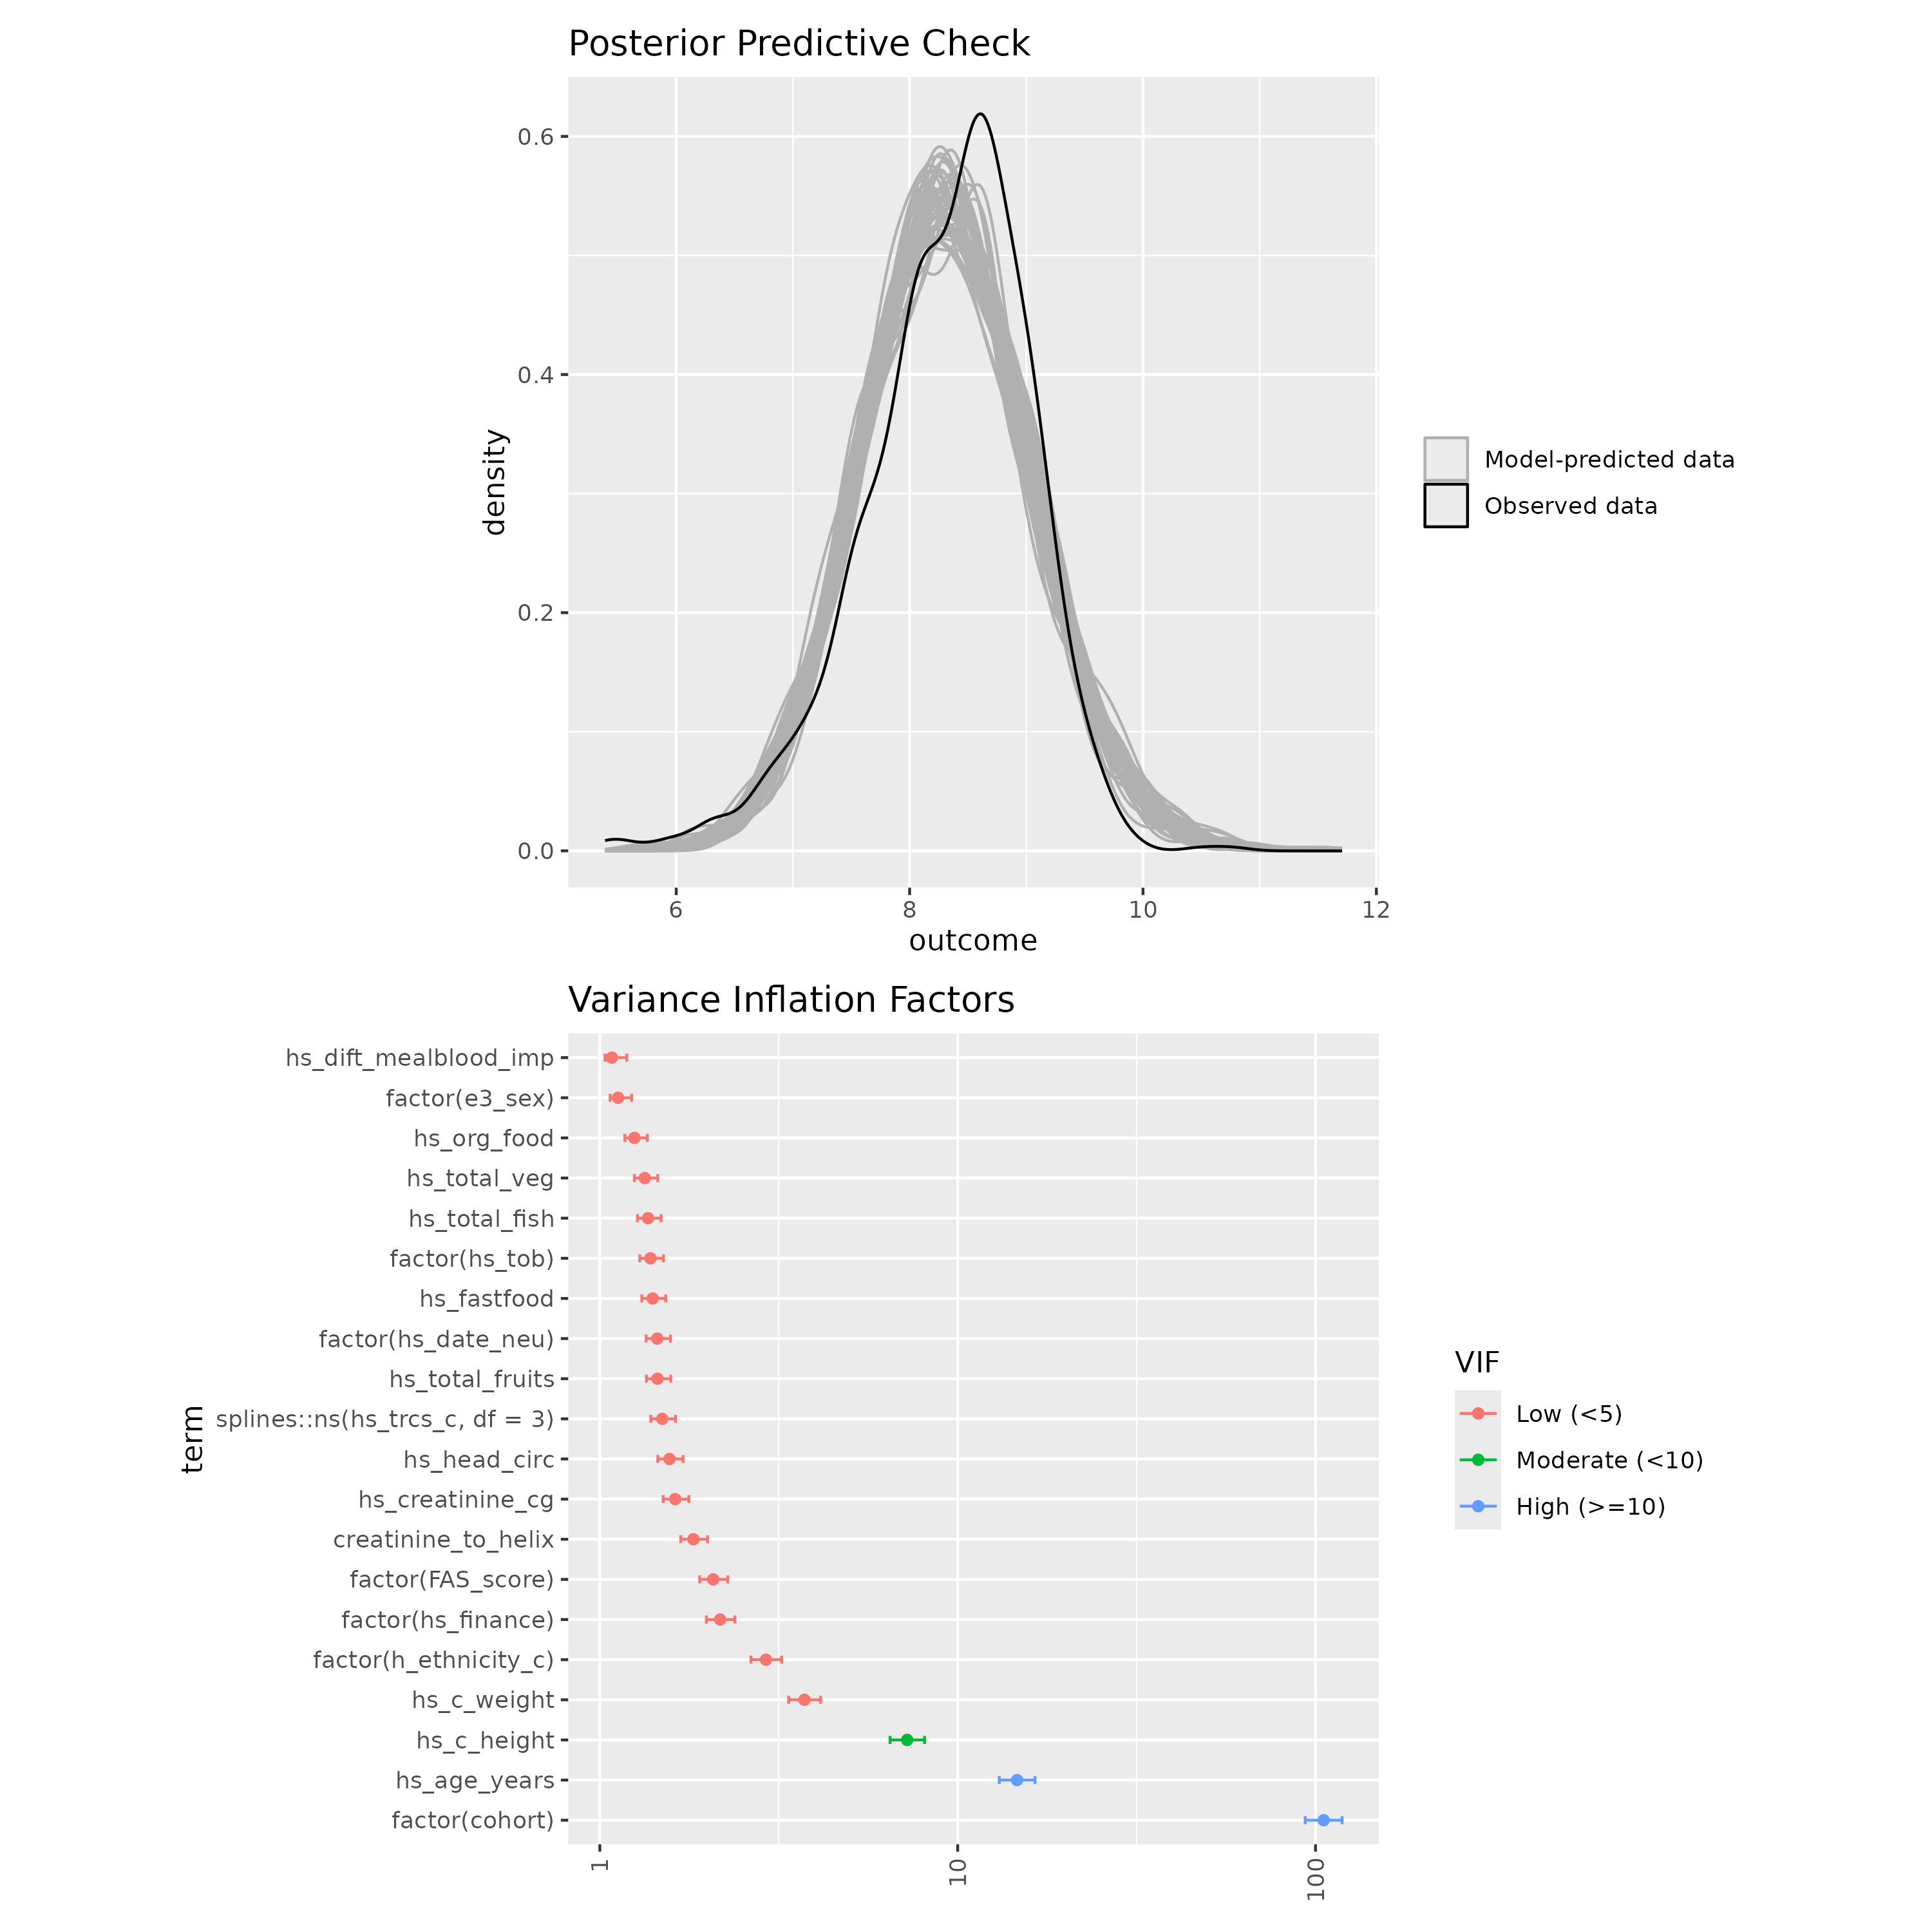 Posterior Predictive Check
0.6
0.4
0.2
0.0
density
6
8
10
12
outcome
Model-predicted data
Observed data
Variance Inflation Factors
term
hs_dift_mealblood_imp
factor(e3_sex)
hs_org_food
hs_total_veg
hs_total_fish
factor(hs_tob)
hs_fastfood
factor(hs_date_neu)
hs_total_fruits
splines::ns(hs_trcs_c, df = 3)
hs_head_circ
hs_creatinine_cg
creatinine_to_helix
factor(FAS_score)
factor(hs_finance)
factor(h_ethnicity_c)
hs_c_weight
hs_c_height
hs_age_years
factor(cohort)
1
10
100
VIF
Low (<5)
Moderate (<10)
High (>=10)